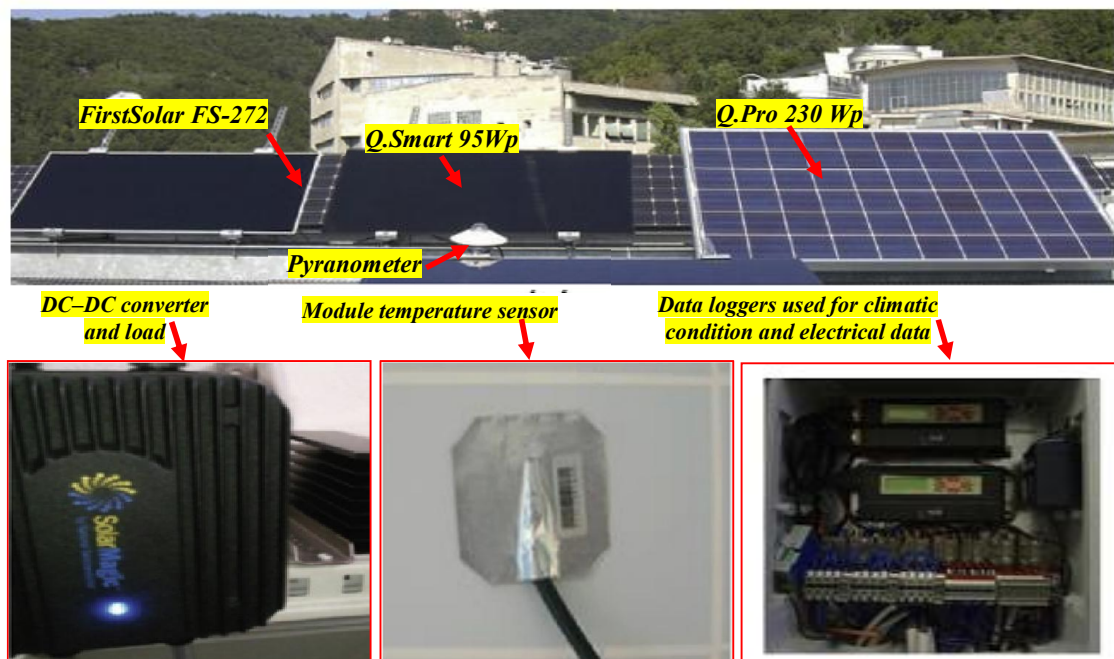 FirstSolar FS-272
Q.Smart 95Wp
Q.Pro 230 Wp
Pyranometer
DC–DC converter
and load
Module temperature sensor
Data loggers used for climatic
condition and electrical data
SolarMagic